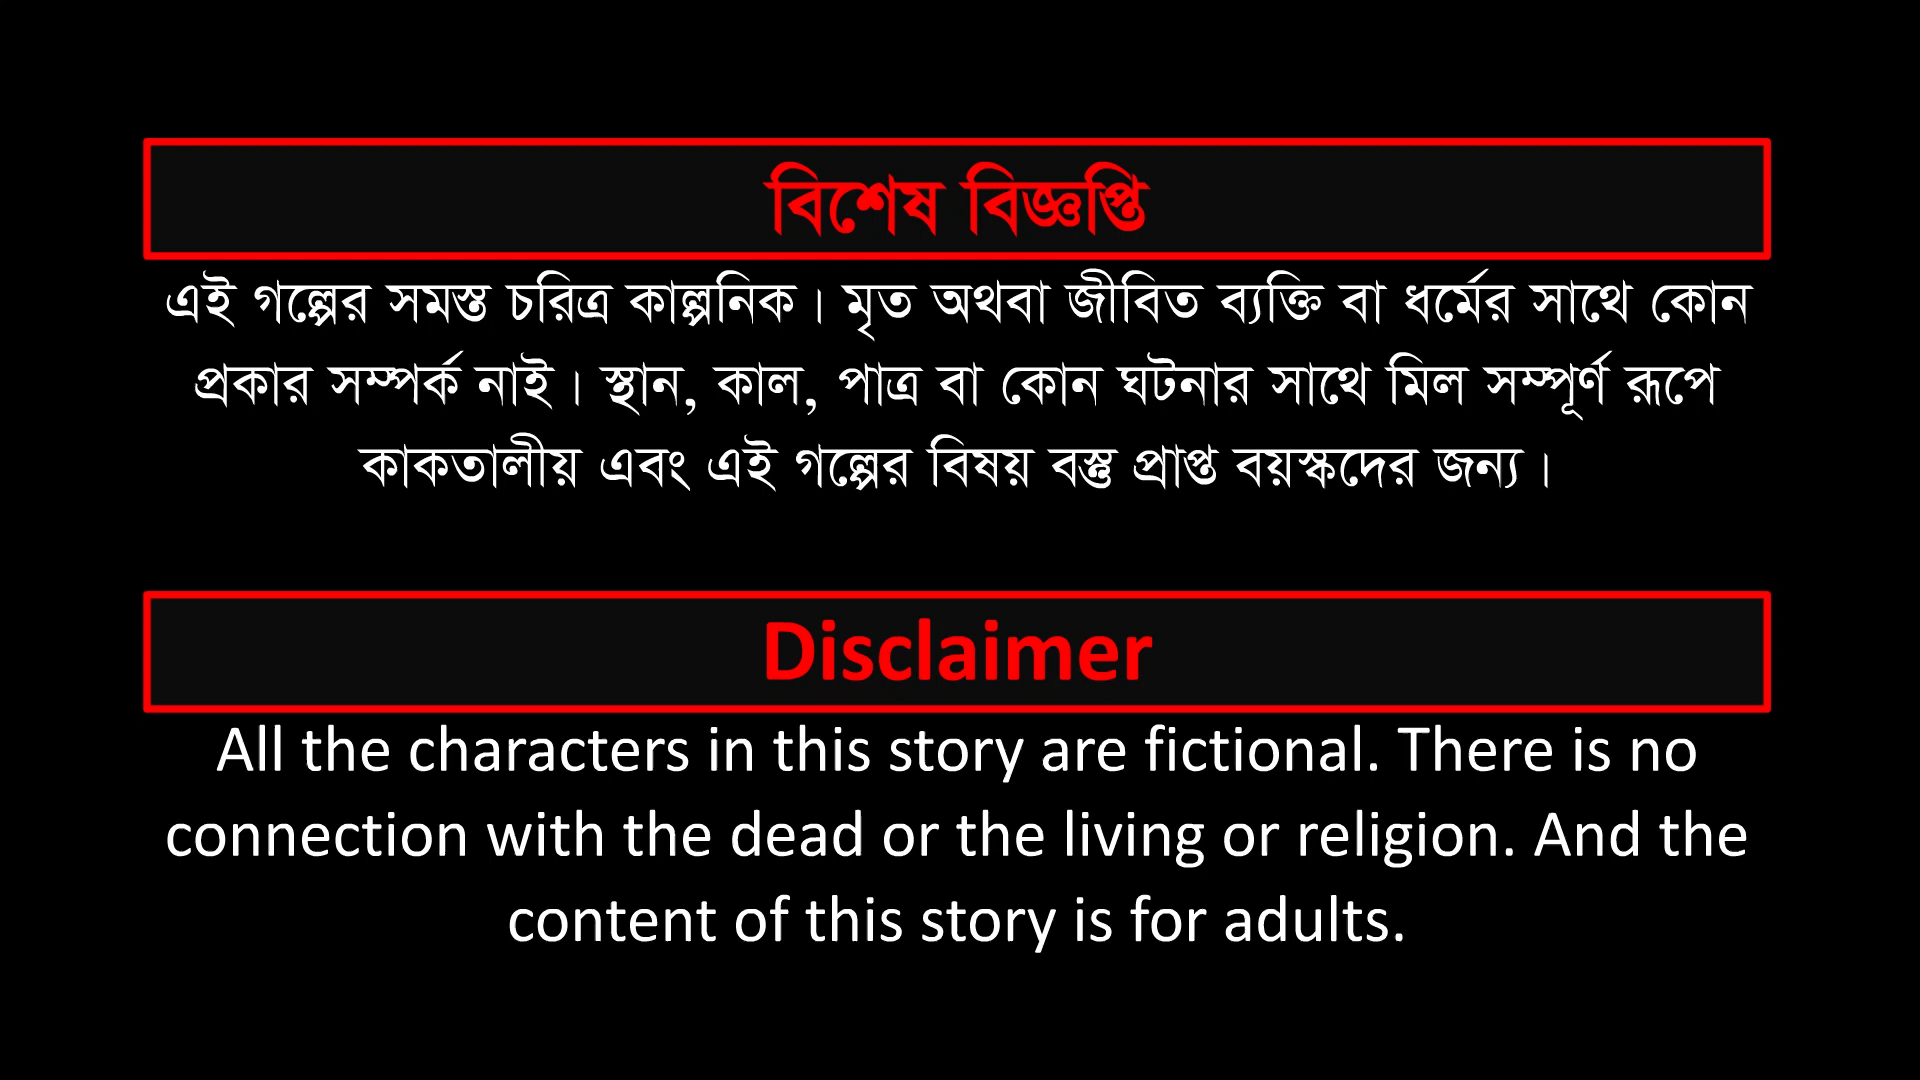 বিশেষ বিজ্ঞপ্তি
এই গল্পের সমস্ত চরিত্র কাল্পনিক। মৃত অথবা জীবিত ব্যক্তি বা ধর্মের সাথে কোন
প্রকার সম্পর্ক নাই। স্থান, কাল, পাত্র বা কোন ঘটনার সাথে মিল সম্পূর্ণ রূপে
কাকতালীয় এবং এই গল্পের বিষয় বস্তু প্রাপ্ত বয়স্কদের জন্য।
Disclaimer
All the characters in this story are fictional. There is no
connection with the dead or the living or religion. And the
content of this story is for adults.